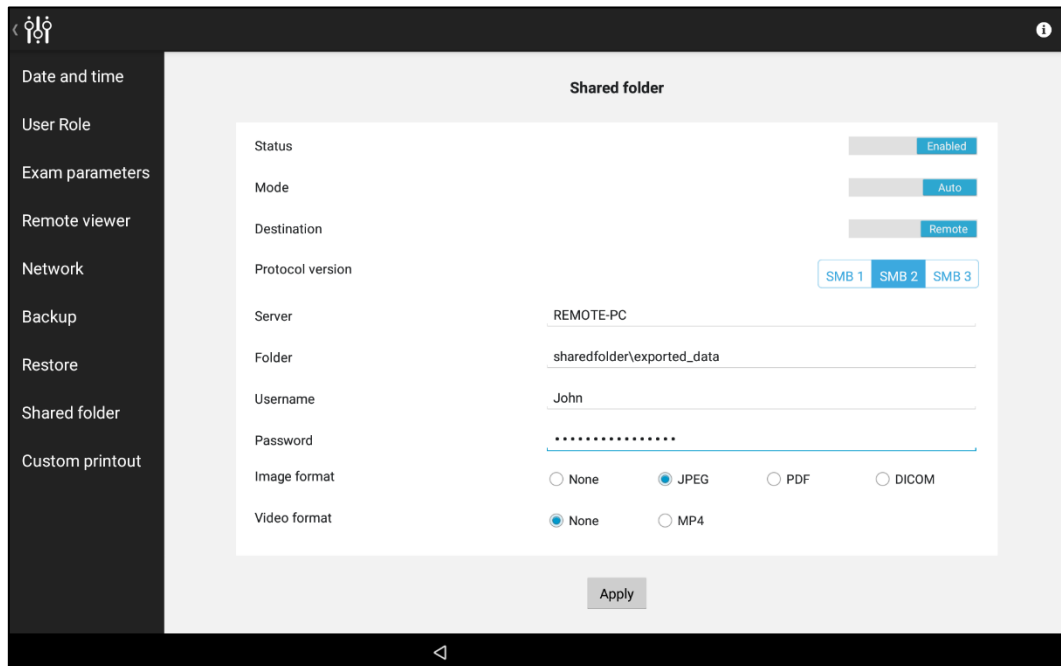 Date and time
User Role
Exam parameters
Remote viewer
Network
Backup
Restore
Shared folder
Custom printout
Shared folder
Status Enabled
Mode Auto
Destination Remote
Protocol version SMB 1 SMB 2 SMB 3
Server REMOTE-PC
Folder sharedfolder\exported_data
Username John
Password ••••••••••••••••
Image format None JPEG PDF DICOM
Video format None MP4
Apply